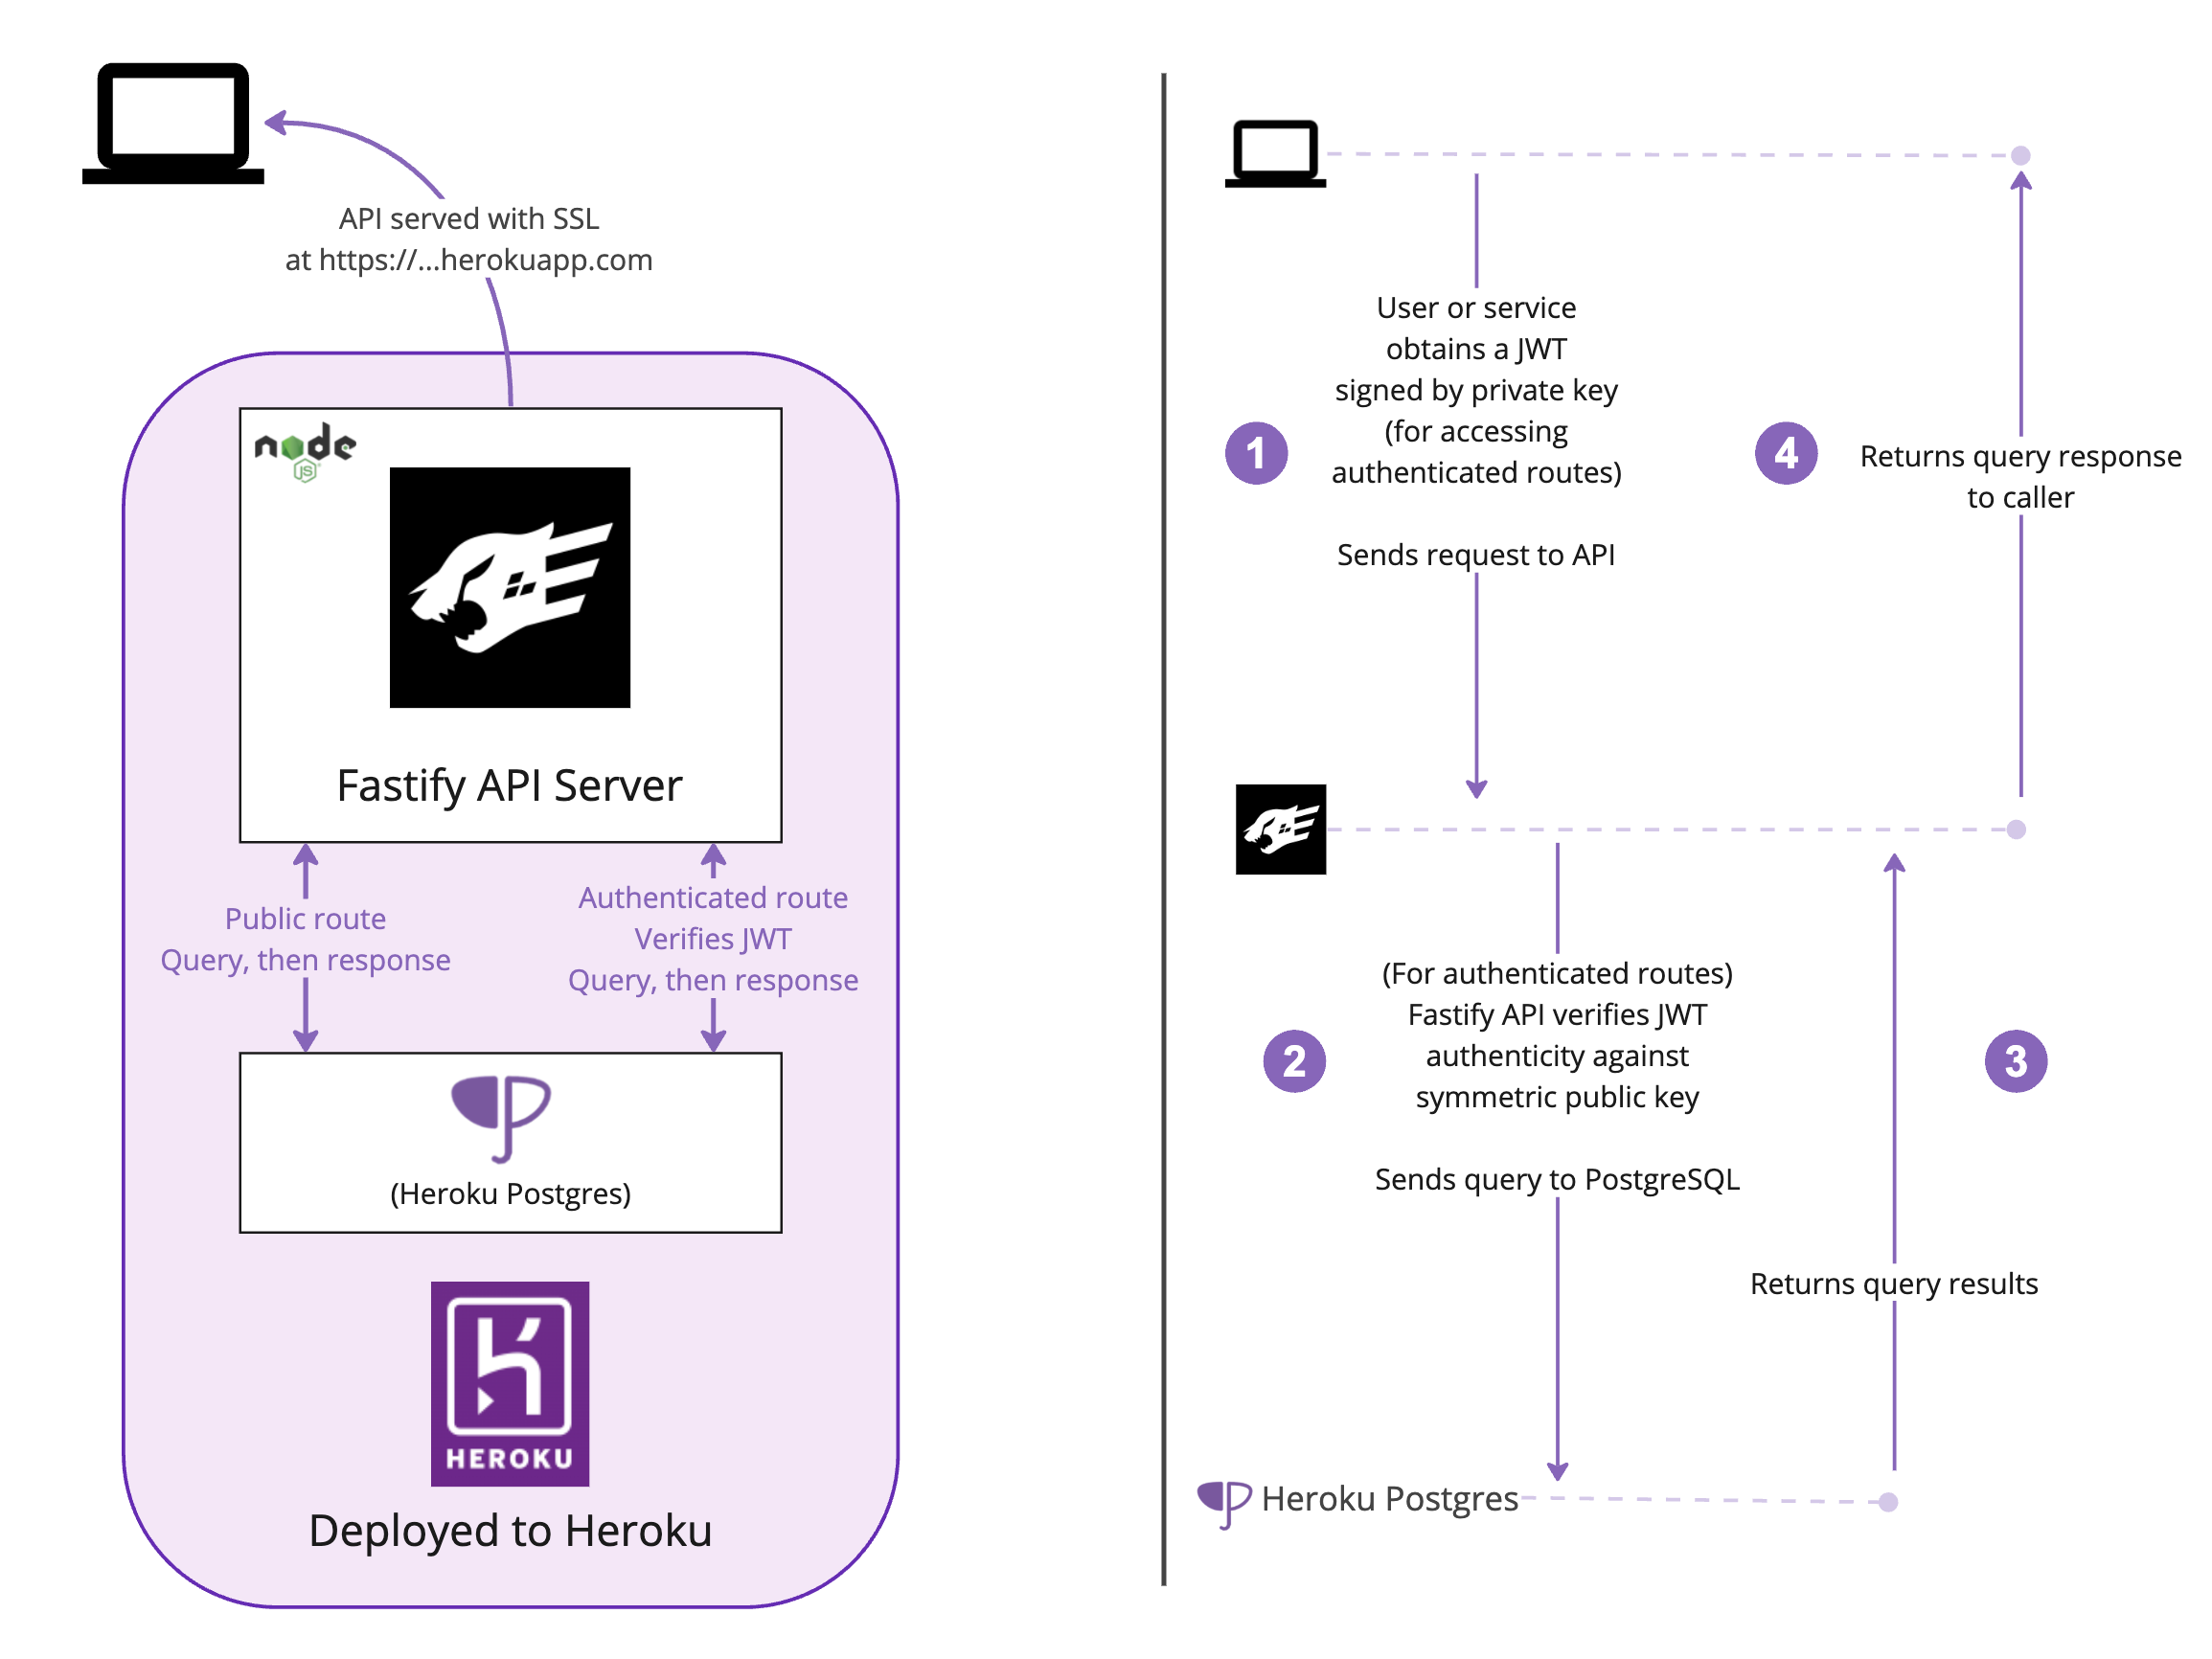 API served with SSL
at https://...herokuapp.com
node
JS
Fastify API Server
Public route
Query, then response
Authenticated route
Verifies JWT
Query, then response
(Heroku Postgres)
HEROKU
Deployed to Heroku
1
User or service
obtains a JWT
signed by private key
(for accessing
authenticated routes)
Sends request to API
4
Returns query response
to caller
2
(For authenticated routes)
Fastify API verifies JWT
authenticity against
symmetric public key
Sends query to PostgreSQL
3
Returns query results
Heroku Postgres